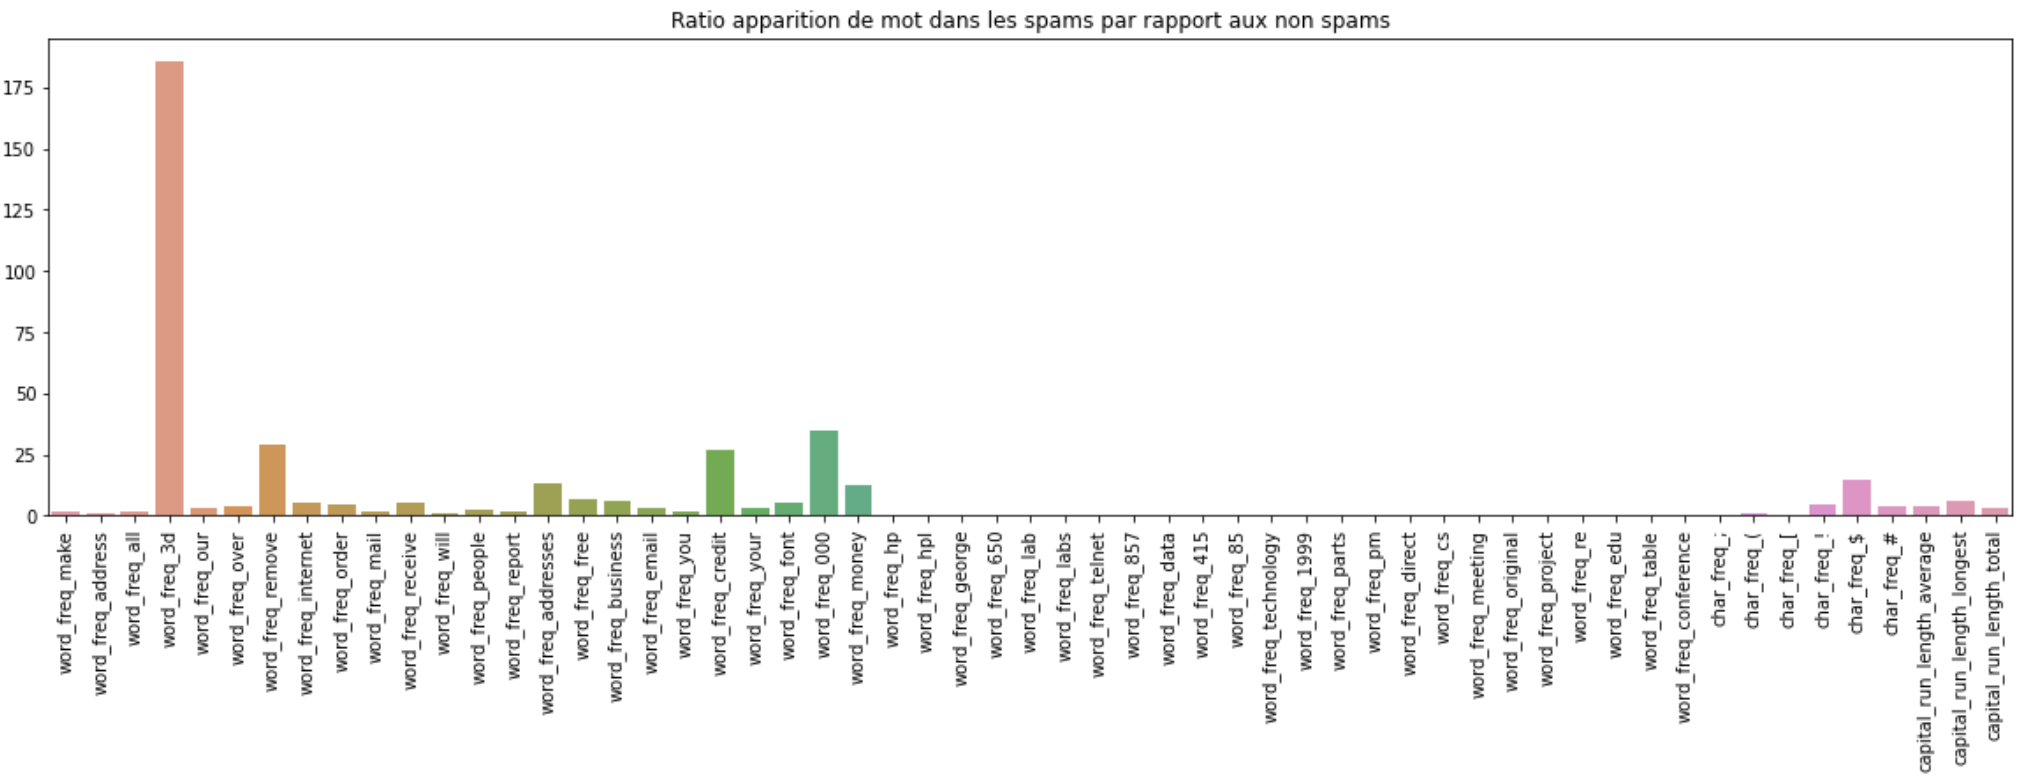 Ratio apparition de mot dans les spams par rapport aux non spams
175
150
125
100
75
50
25
0
word_freq_make
word_freq_address
word_freq_all
word_freq_3d
word_freq_our
word_freq_over
word_freq_remove
word_freq_internet
word_freq_order
word_freq_mail
word_freq_receive
word_freq_will
word_freq_people
word_freq_report
word_freq_addresses
word_freq_free
word_freq_business
word_freq_email
word_freq_you
word_freq_credit
word_freq_your
word_freq_font
word_freq_000
word_freq_money
word_freq_hp
word_freq_hpl
word_freq_george
word_freq_650
word_freq_lab
word_freq_labs
word_freq_telnet
word_freq_857
word_freq_data
word_freq_415
word_freq_85
word_freq_technology
word_freq_1999
word_freq_parts
word_freq_pm
word_freq_direct
word_freq_cs
word_freq_meeting
word_freq_original
word_freq_project
word_freq_re
word_freq_edu
word_freq_table
word_freq_conference
char_freq_;
char_freq_(
char_freq_[
char_freq_!
char_freq_$
char_freq_#
capital_run_length_average
capital_run_length_longest
capital_run_length_total